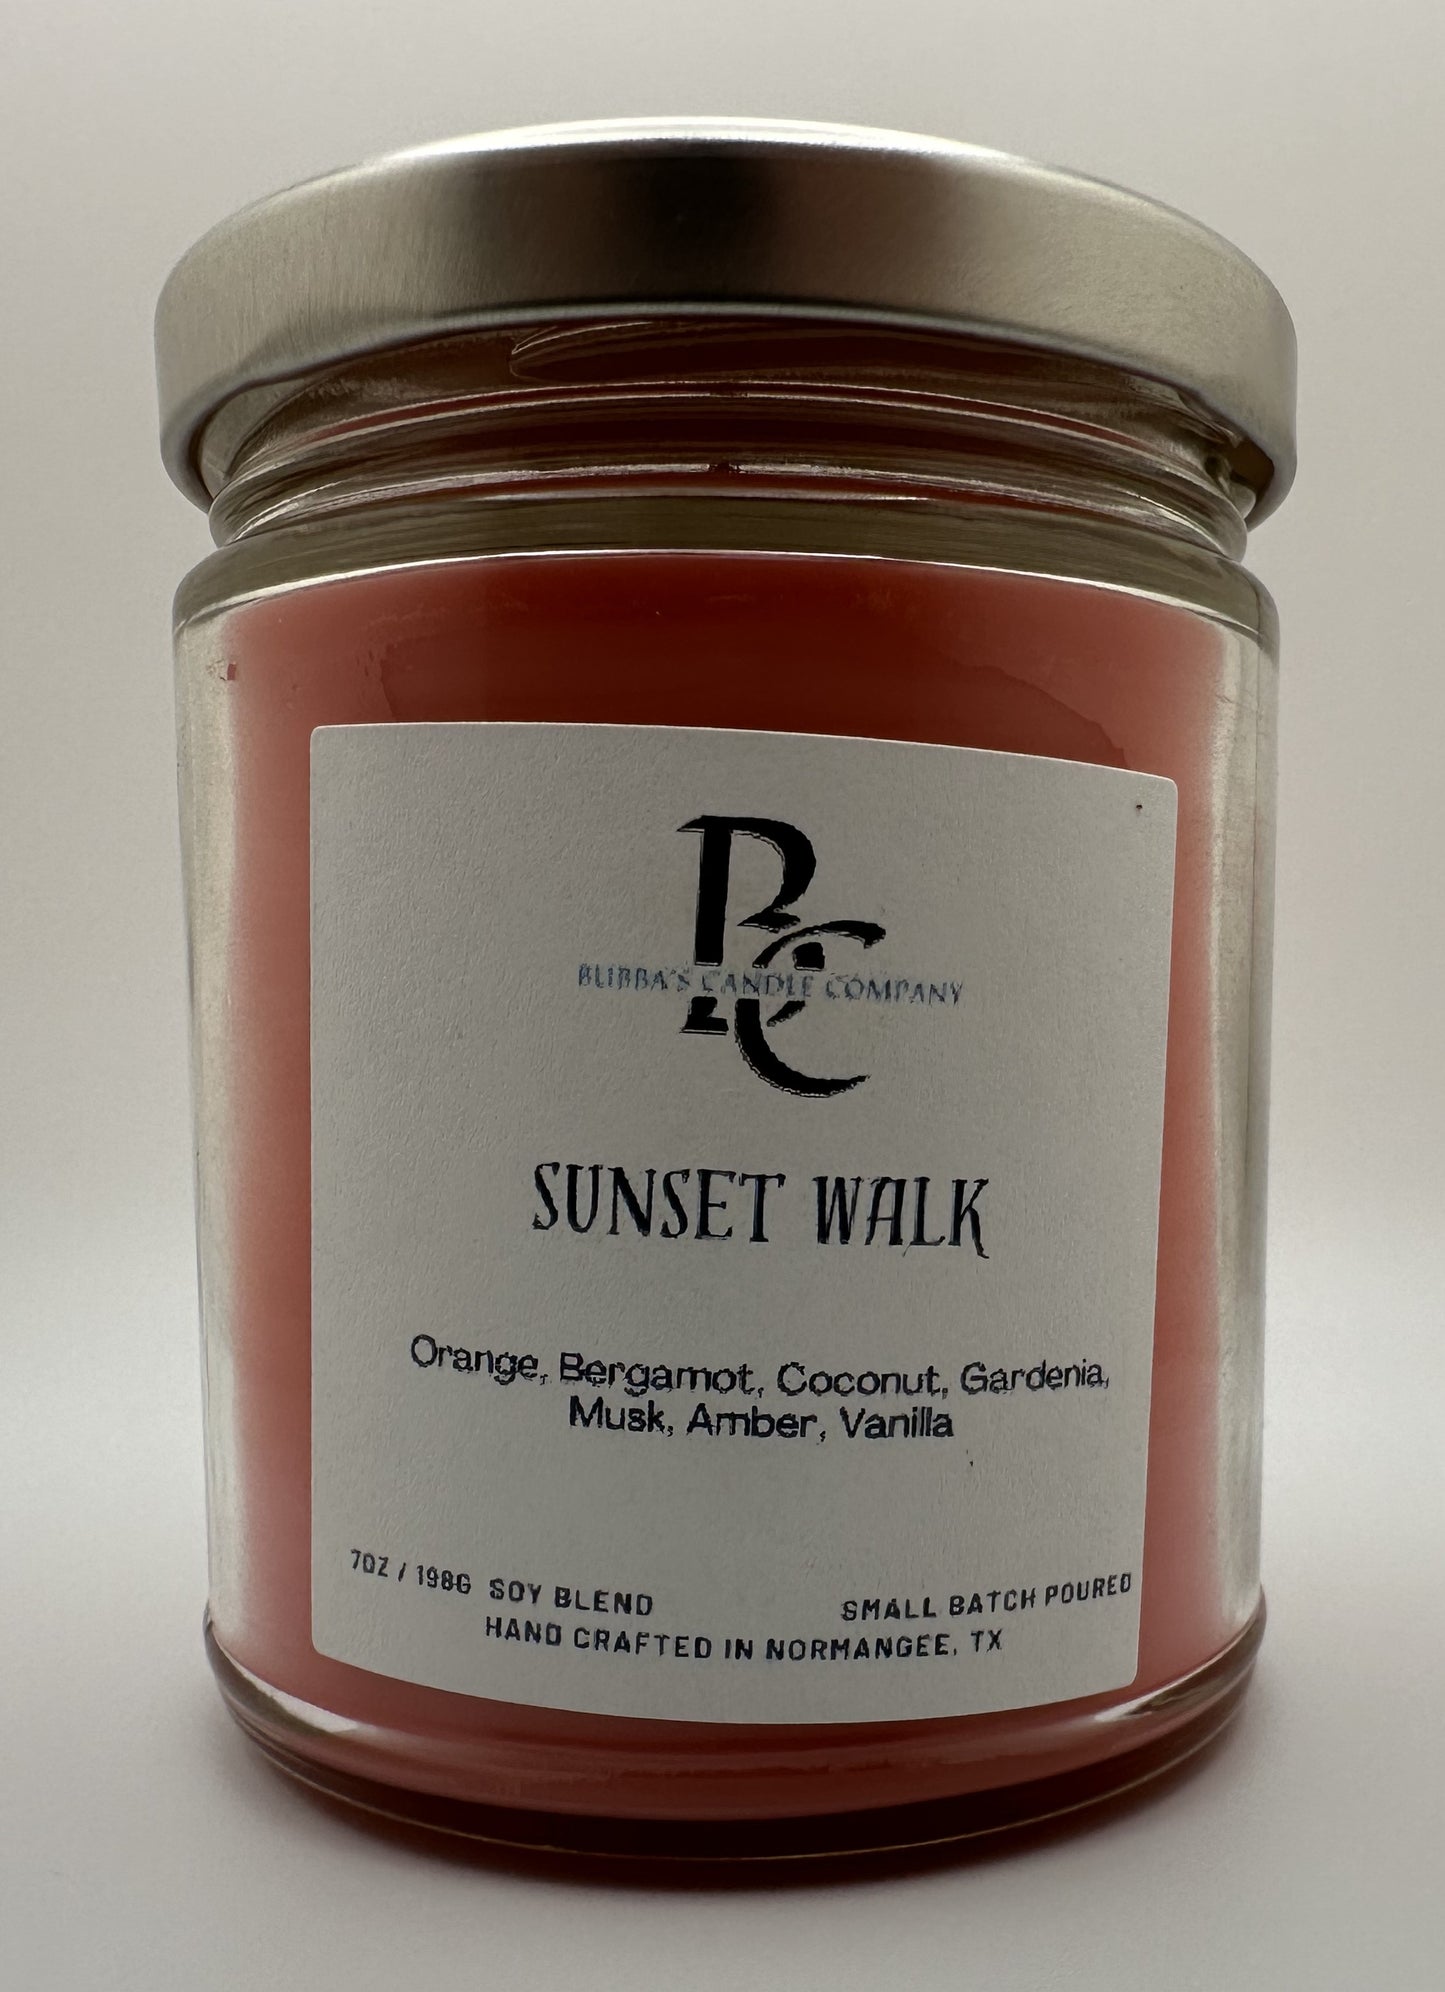 BC
BUBBA'S CANDLE COMPANY
SUNSET WALK
Orange, Bergamot, Coconut, Gardenia,
Musk, Amber, Vanilla
7OZ / 198G SOY BLEND SMALL BATCH POURED
HAND CRAFTED IN NORMANGEE, TX